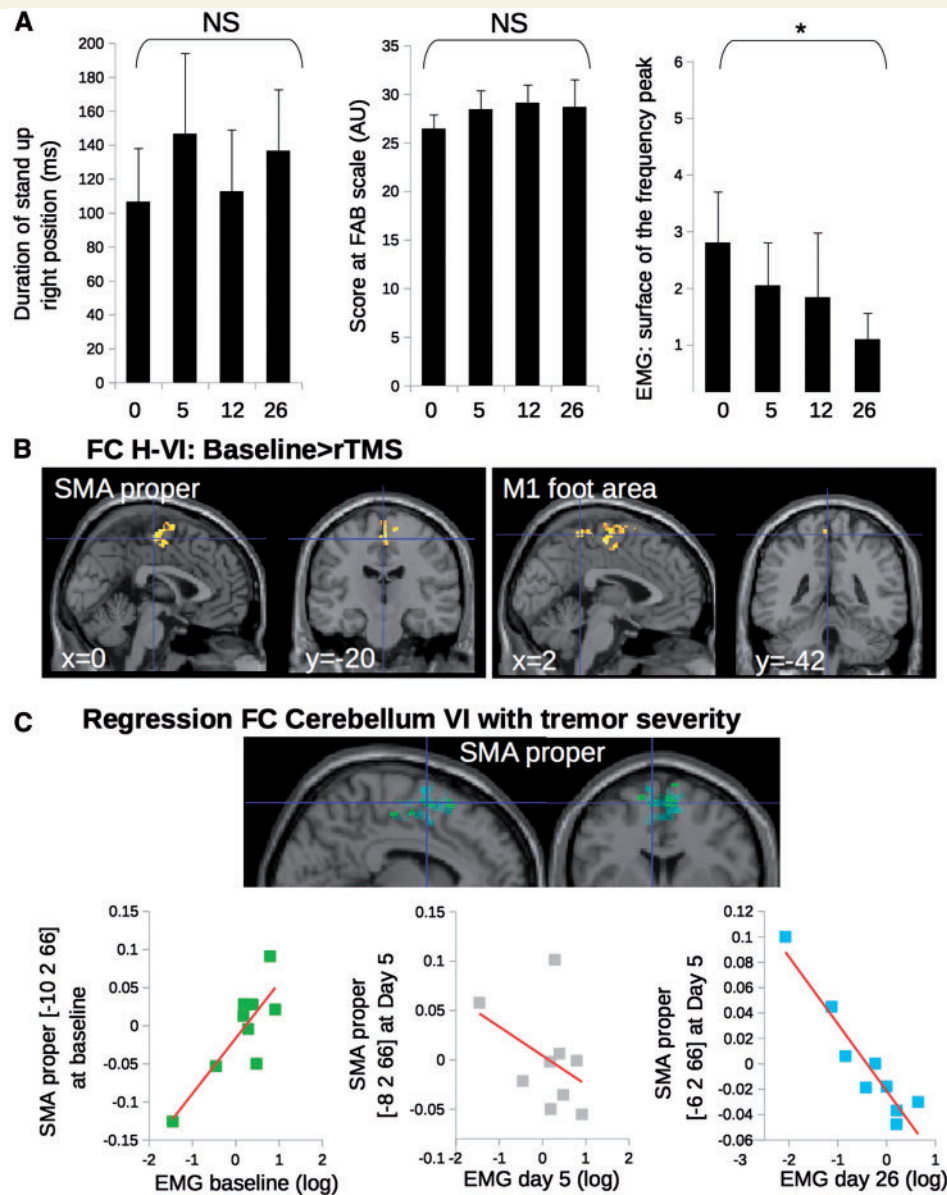 A
NS
NS
*
Duration of stand up
right position (ms)
200
180
160
140
120
100
80
60
40
20
0
0 5 12 26
Score at FAB scale (AU)
35
30
25
20
15
10
5
0
0 5 12 26
EMG: surface of the frequency peak
6
5
4
3
2
1
0 5 12 26
B FC H-VI: Baseline>rTMS
SMA proper
x=0
y=-20
M1 foot area
x=2
y=-42
C Regression FC Cerebellum VI with tremor severity
SMA proper
SMA proper [-10 2 66]
at baseline
0.15
0.1
0.05
0
-0.05
-0.1
-0.15
-2 -1 0 1 2
EMG baseline (log)
SMA proper
[-8 2 66] at Day 5
0.15
0.1
0.05
0
-0.05
-0.1
-2 -1 0 1 2
EMG day 5 (log)
SMA proper
[-6 2 66] at Day 5
0.12
0.1
0.08
0.06
0.04
0.02
0
-0.02
-0.04
-0.06
-3 -2 -1 0 1
EMG day 26 (log)